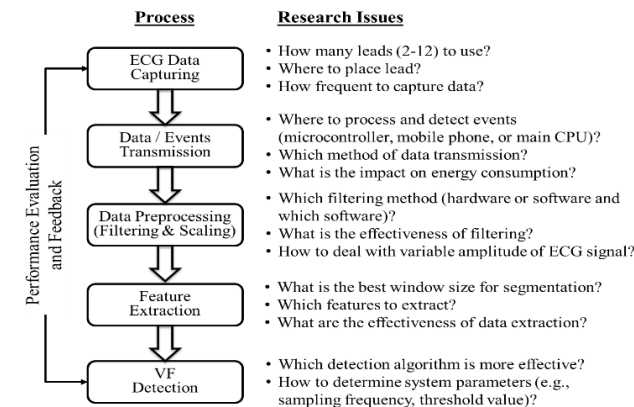 Process
Research Issues
ECG Data
Capturing
• How many leads (2-12) to use?
• Where to place lead?
• How frequent to capture data?
Data / Events
Transmission
• Where to process and detect events
(microcontroller, mobile phone, or main CPU)?
• Which method of data transmission?
• What is the impact on energy consumption?
Data Preprocessing
(Filtering & Scaling)
• Which filtering method (hardware or software and
which software)?
• What is the effectiveness of filtering?
• How to deal with variable amplitude of ECG signal?
Feature
Extraction
• What is the best window size for segmentation?
• Which features to extract?
• What are the effectiveness of data extraction?
VF
Detection
• Which detection algorithm is more effective?
• How to determine system parameters (e.g.,
sampling frequency, threshold value)?
Performance Evaluation
and Feedback